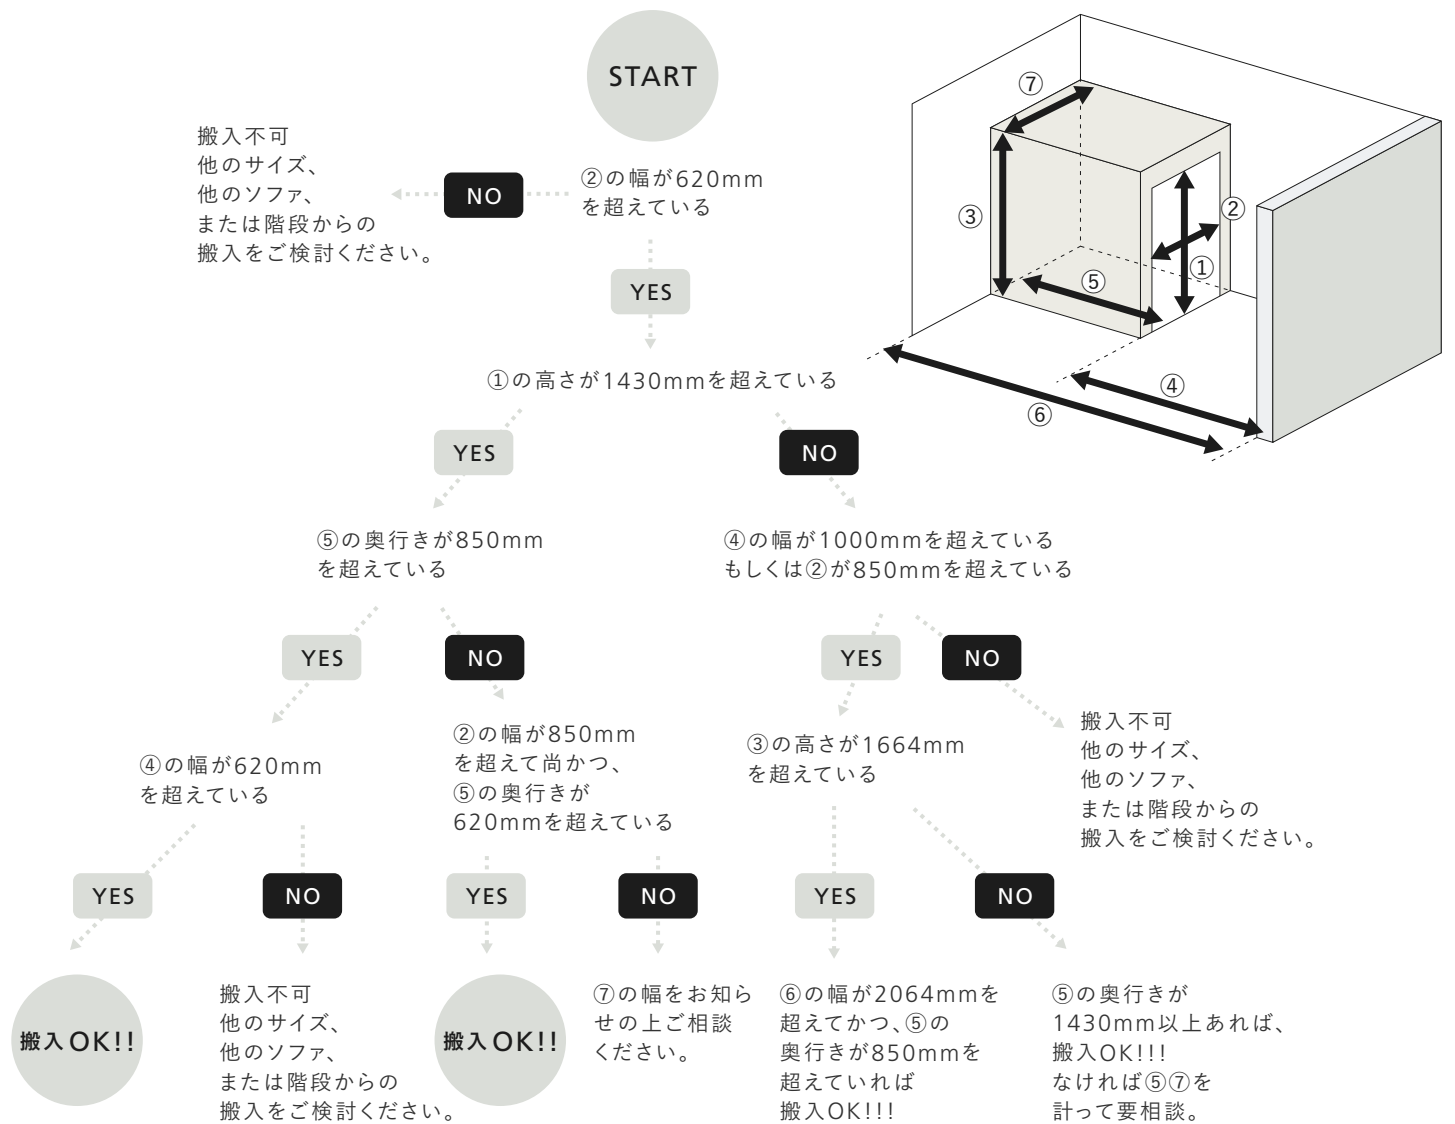 START
搬入不可
他のサイズ、
他のソファ、
または階段からの
搬入をご検討ください。
NO
②の幅が620mm
を超えている
YES
①の高さが1430mmを超えている
YES
NO
⑤の奥行きが850mm
を超えている
④の幅が1000mmを超えている
もしくは②が850mmを超えている
YES
NO
YES
NO
④の幅が620mm
を超えている
②の幅が850mm
を超えて尚かつ、
⑤の奥行きが
620mmを超えている
③の高さが1664mm
を超えている
搬入不可
他のサイズ、
他のソファ、
または階段からの
搬入をご検討ください。
YES
NO
YES
NO
YES
NO
搬入OK!!
搬入不可
他のサイズ、
他のソファ、
または階段からの
搬入をご検討ください。
搬入OK!!
⑦の幅をお知ら
せの上ご相談
ください。
⑥の幅が2064mmを
超えてかつ、⑤の
奥行きが850mmを
超えていれば
搬入OK!!!
⑤の奥行きが
1430mm以上あれば、
搬入OK!!!
なければ⑤⑦を
計って要相談。
⑦
③
②
①
⑤
④
⑥